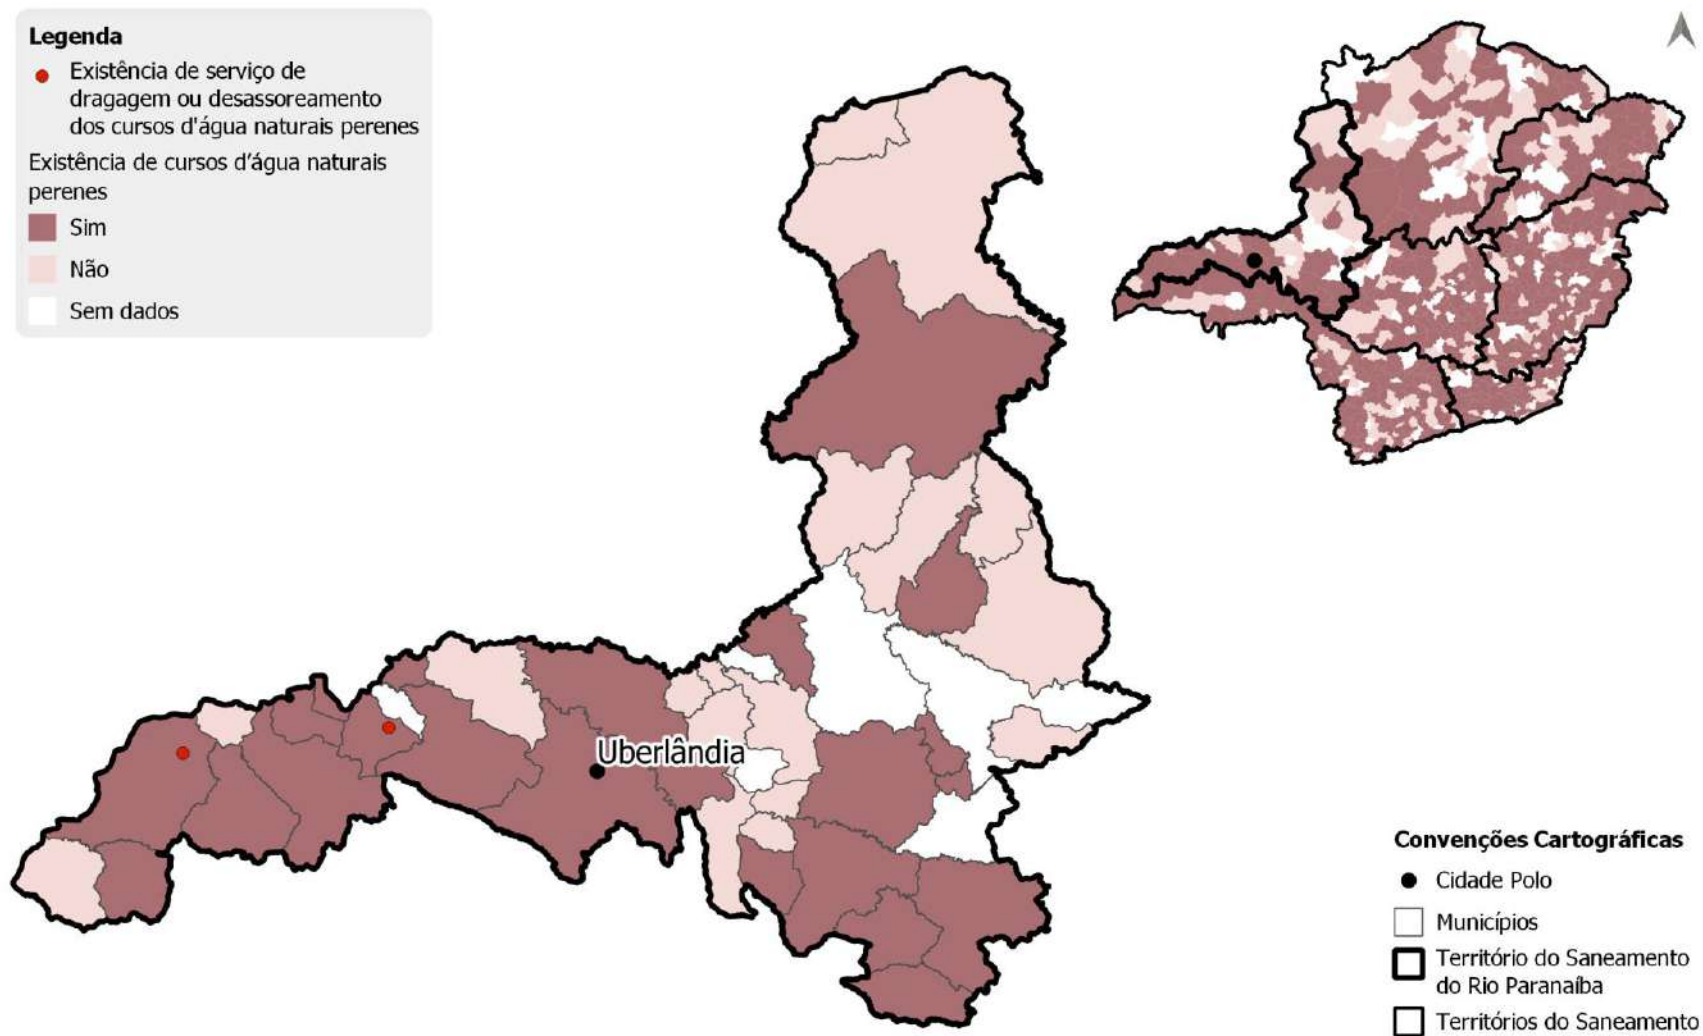 Legenda
Existência de serviço de
dragagem ou desassoreamento
dos cursos d'água naturais perenes
Existência de cursos d’água naturais
perenes
Sim
Não
Sem dados
Uberlândia
Convenções Cartográficas
Cidade Polo
Municípios
Território do Saneamento
do Rio Paranaíba
Territórios do Saneamento